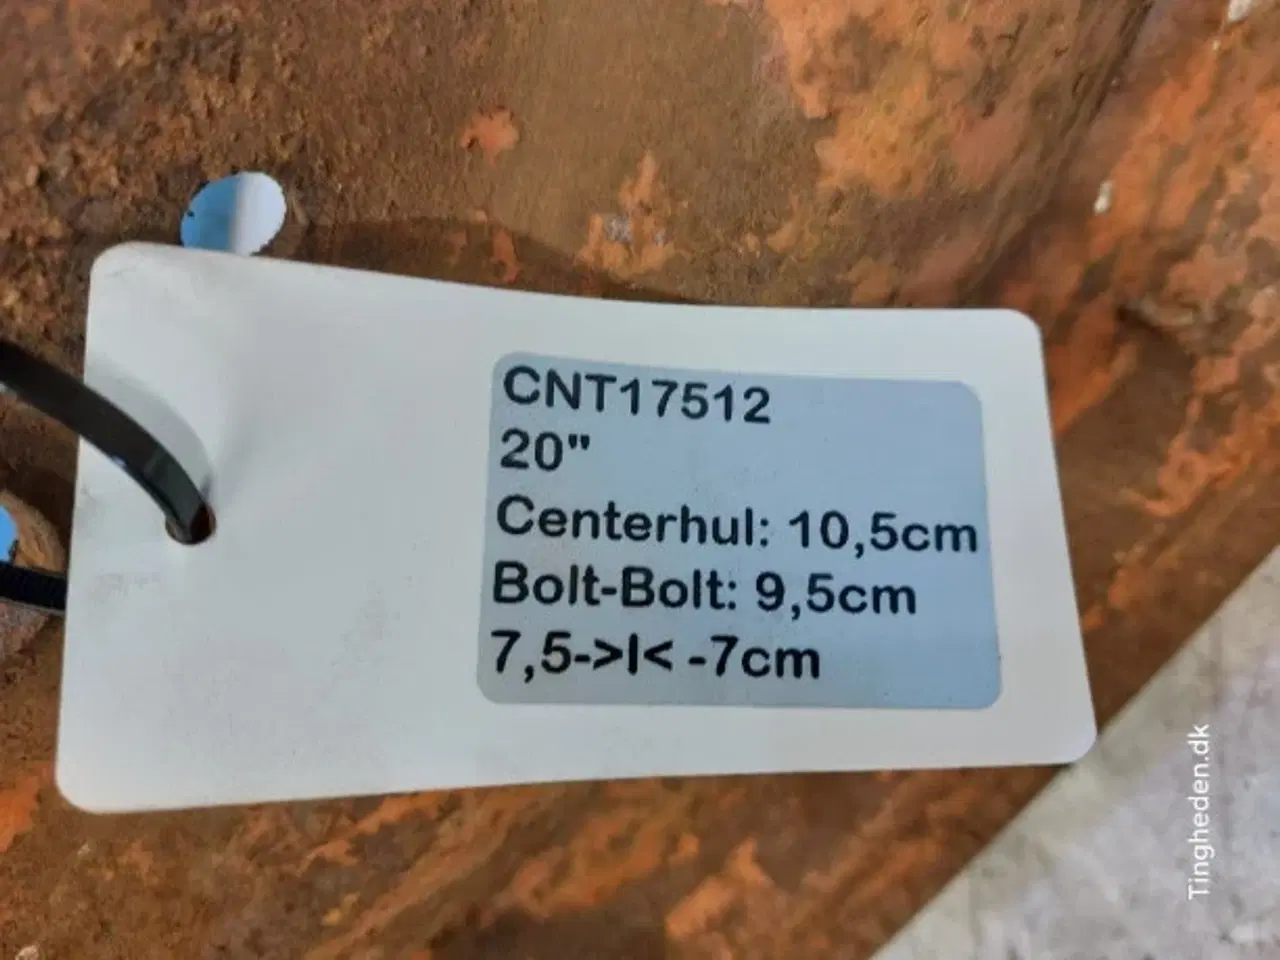 CNT17512
20"
Centerhul: 10,5cm
Bolt-Bolt: 9,5cm
7,5->I< -7cm
Tingheden.dk